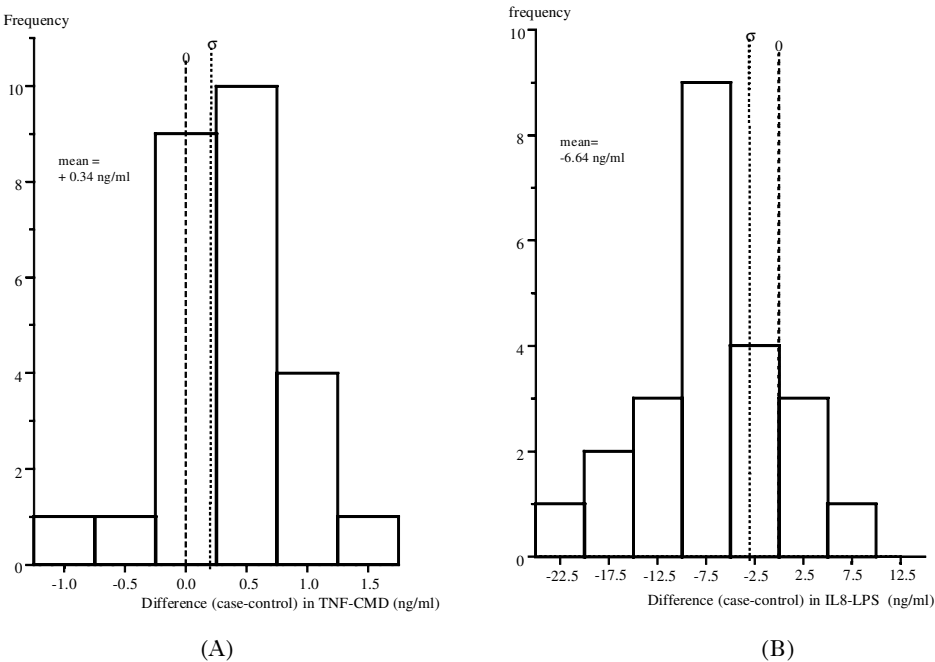 Frequency
σ
0
10
8
6
4
2
0
mean =
+ 0.34 ng/ml
-1.0 -0.5 0.0 0.5 1.0 1.5
Difference (case-control) in TNF-CMD (ng/ml)
(A)
frequency
σ
0
10
8
6
4
2
0
mean=
-6.64 ng/ml
-22.5 -17.5 -12.5 -7.5 -2.5 2.5 7.5 12.5
Difference (case-control) in IL8-LPS (ng/ml)
(B)